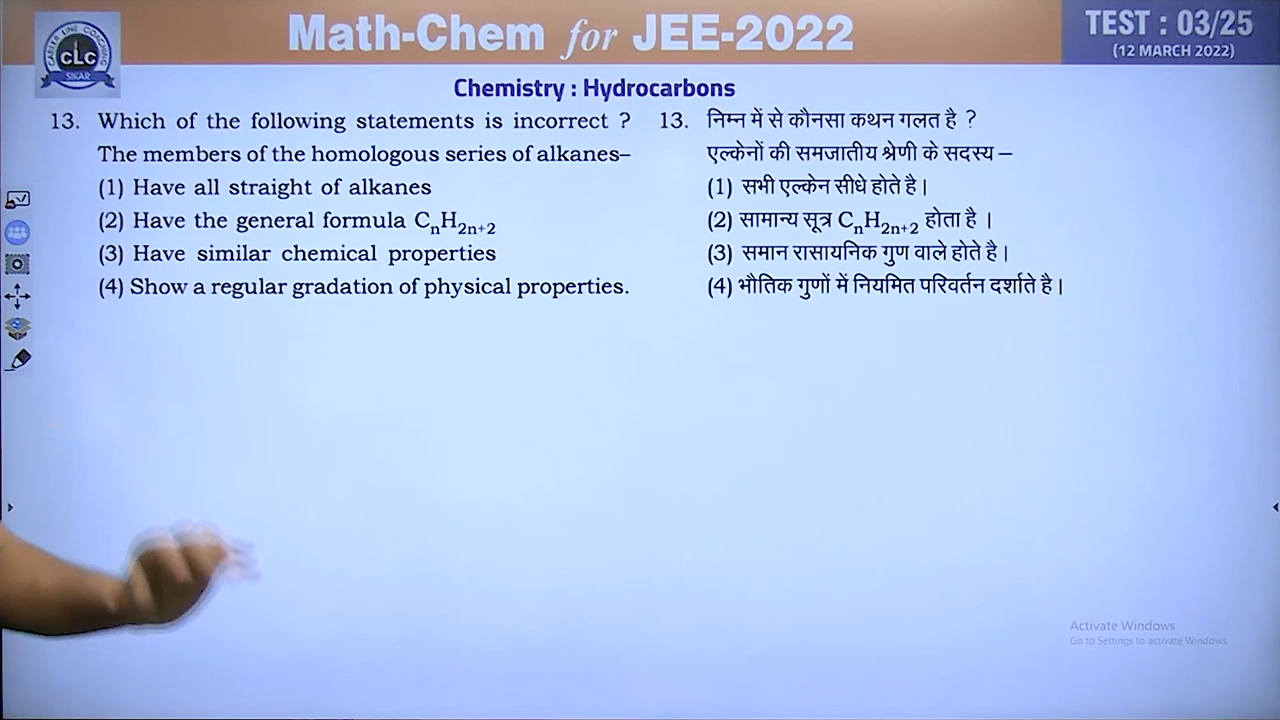 CAREER LINE COACHING
CLC
SIKAR
Math-Chem for JEE-2022
TEST : 03/25
(12 MARCH 2022)
Chemistry : Hydrocarbons
13. Which of the following statements is incorrect ?
The members of the homologous series of alkanes–
(1) Have all straight of alkanes
(2) Have the general formula CₙH₂ₙ₊₂
(3) Have similar chemical properties
(4) Show a regular gradation of physical properties.
13. निम्न में से कौनसा कथन गलत है ?
एल्केनों की समजातीय श्रेणी के सदस्य –
(1) सभी एल्केन सीधे होते है।
(2) सामान्य सूत्र CₙH₂ₙ₊₂ होता है ।
(3) समान रासायनिक गुण वाले होते है।
(4) भौतिक गुणों में नियमित परिवर्तन दर्शाते है।
Activate Windows
Go to Settings to activate Windows.